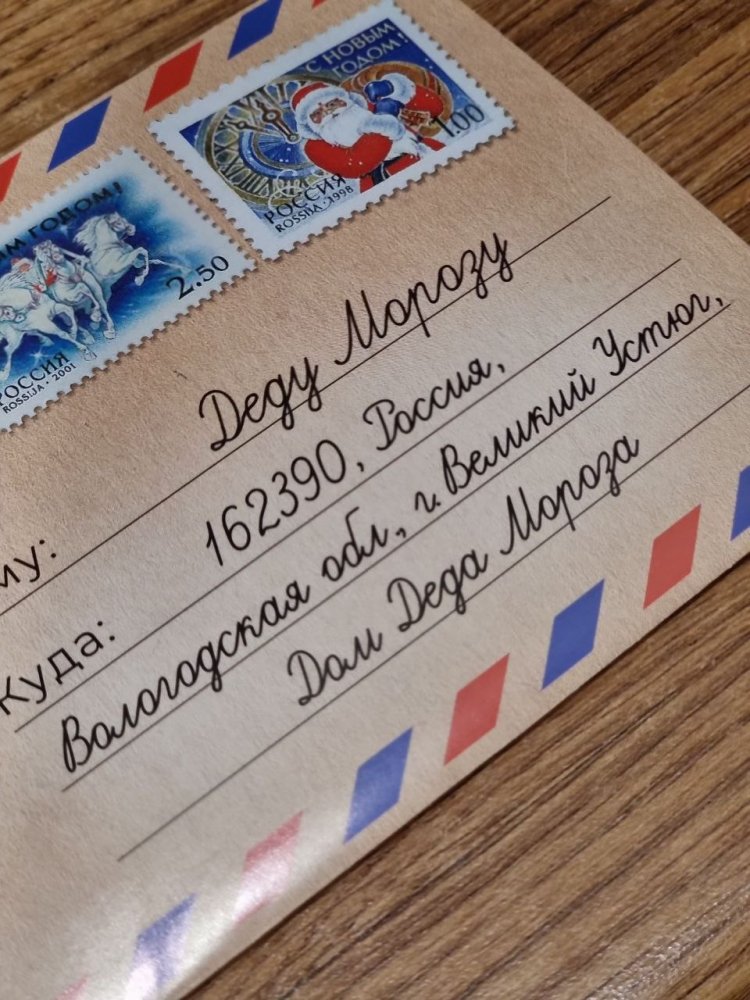 С НОВЫМ
ГОДОМ!
1.00
РОССИЯ
ROSSIJA · 1998
ГОДОМ!
2.50
РОССИЯ
ROSSIJA · 2001
Деду Морозу
162390, Россия,
куда:
Вологодская обл., г. Великий Устюг,
Дом Деда Мороза